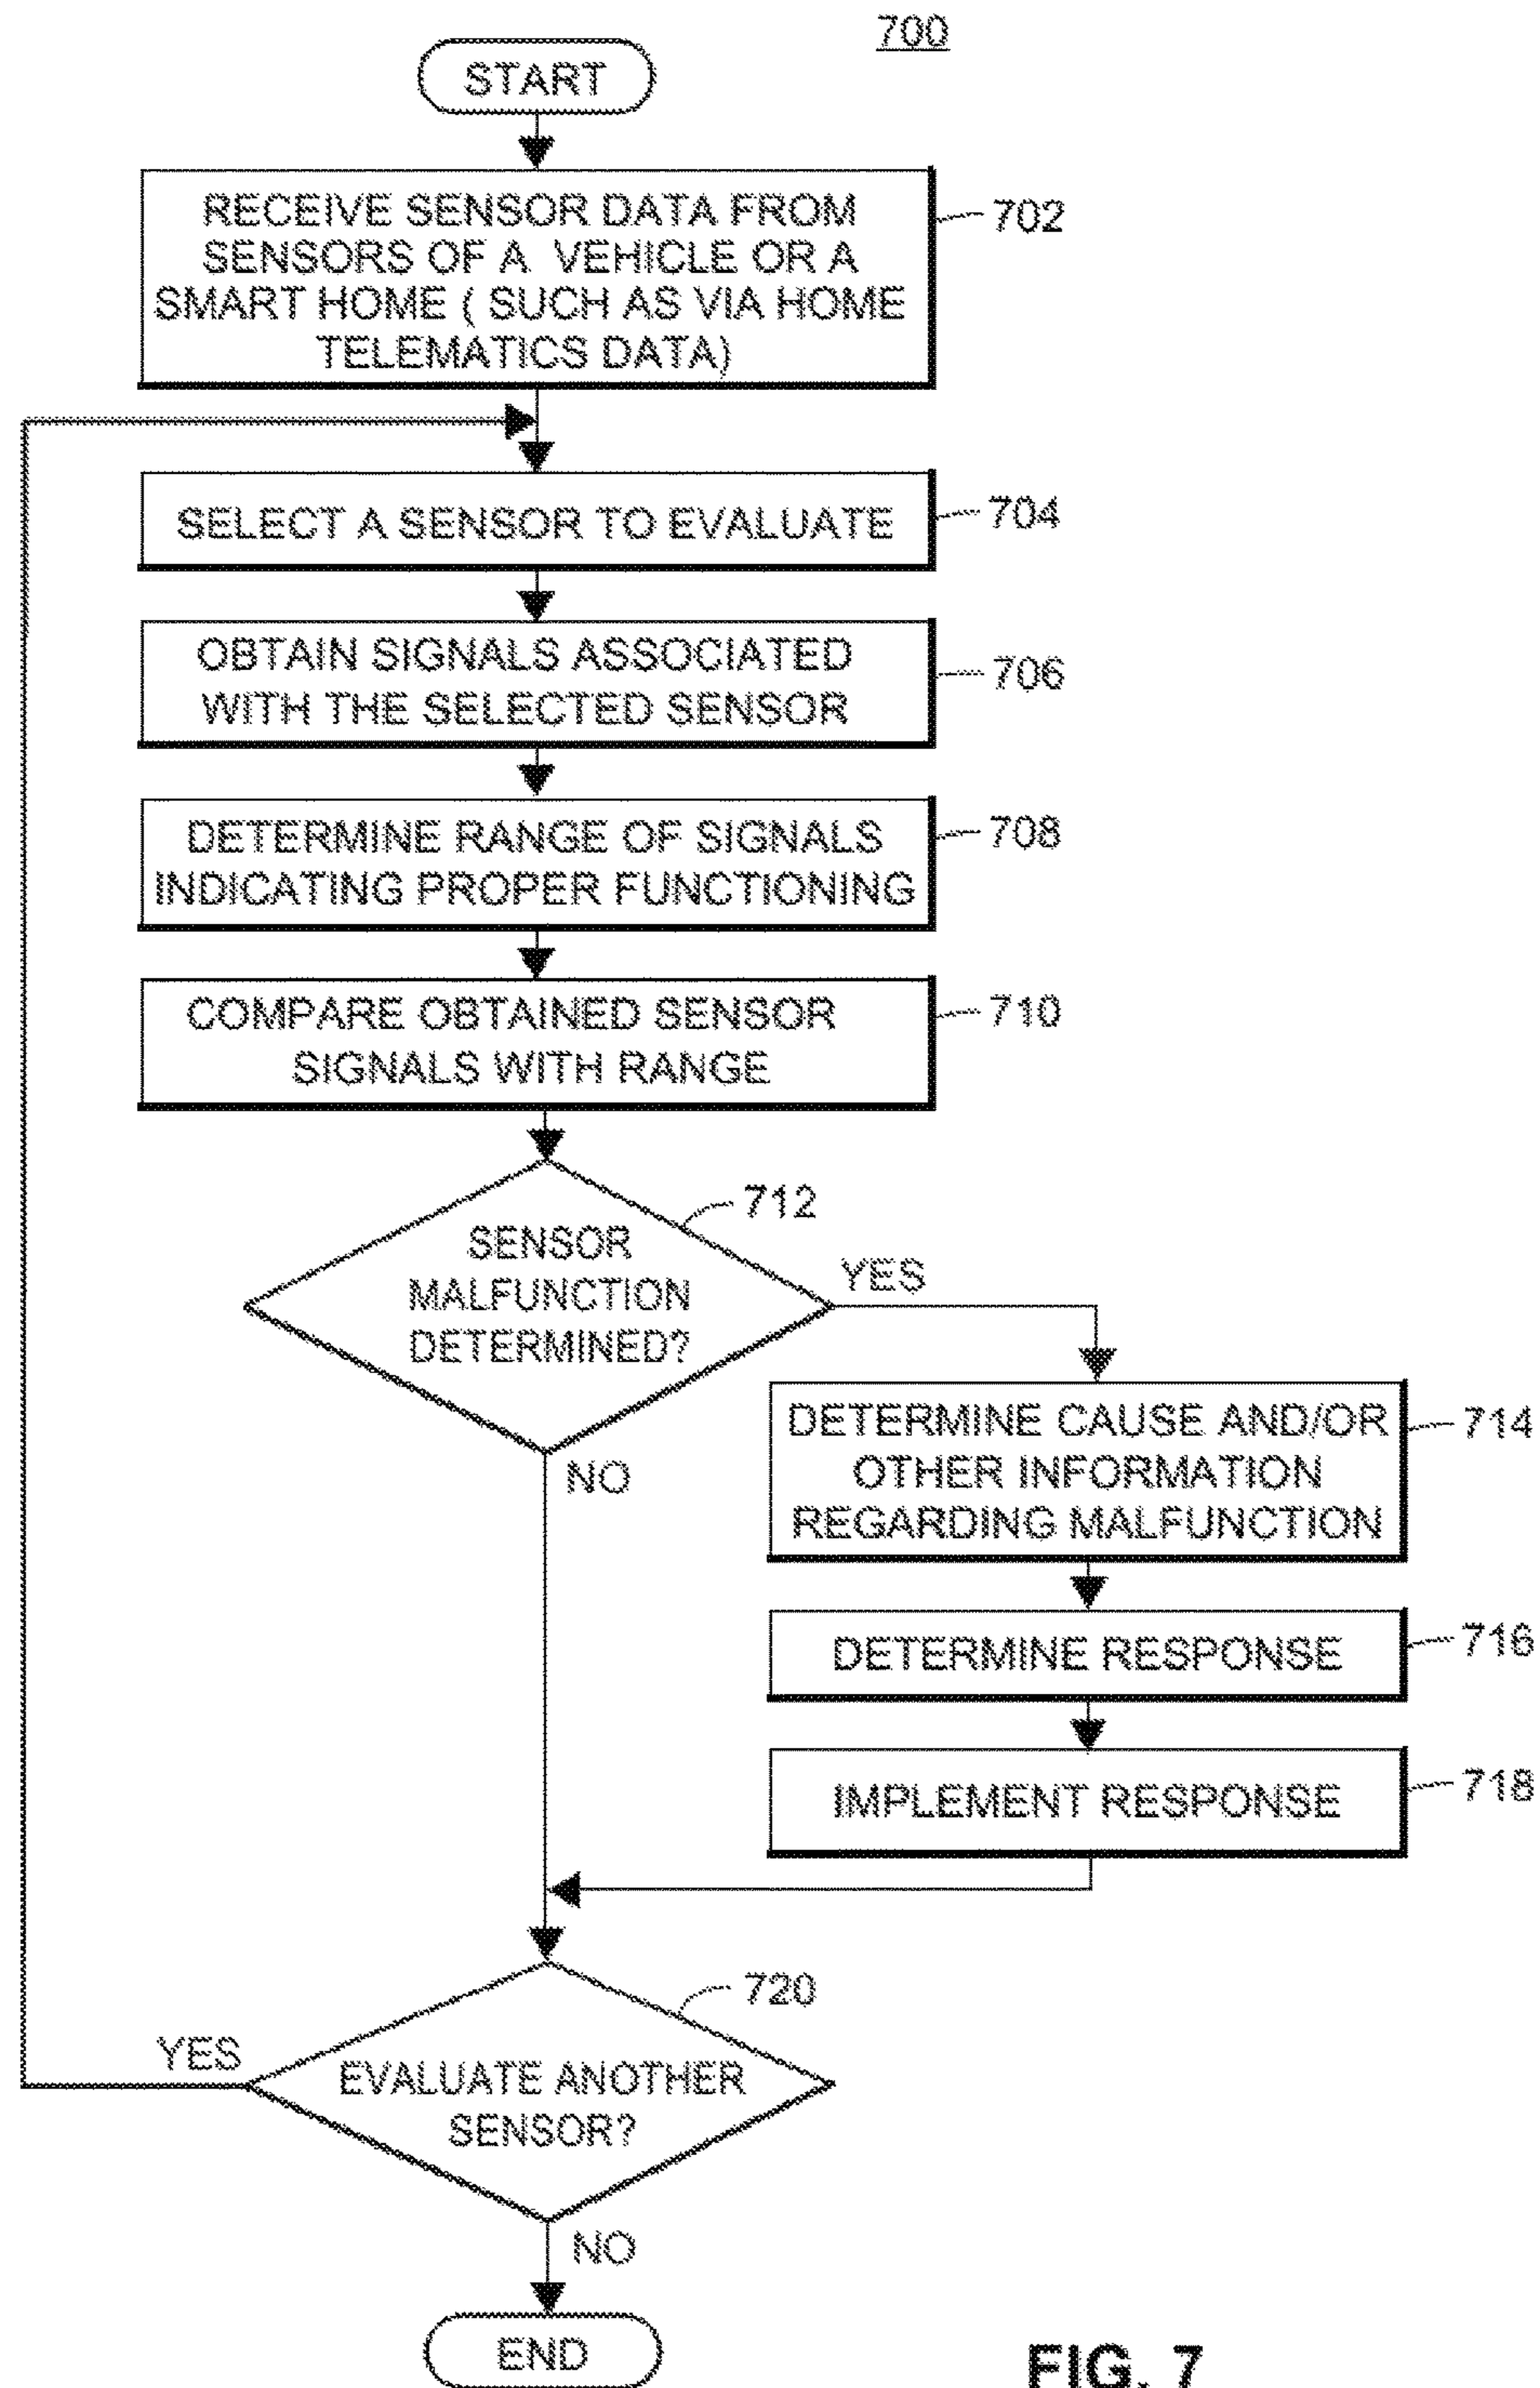 700
START
RECEIVE SENSOR DATA FROM
SENSORS OF A VEHICLE OR A
SMART HOME ( SUCH AS VIA HOME
TELEMATICS DATA)
702
SELECT A SENSOR TO EVALUATE
704
OBTAIN SIGNALS ASSOCIATED
WITH THE SELECTED SENSOR
706
DETERMINE RANGE OF SIGNALS
INDICATING PROPER FUNCTIONING
708
COMPARE OBTAINED SENSOR
SIGNALS WITH RANGE
710
712
SENSOR
MALFUNCTION
DETERMINED?
YES
NO
DETERMINE CAUSE AND/OR
OTHER INFORMATION
REGARDING MALFUNCTION
714
DETERMINE RESPONSE
716
IMPLEMENT RESPONSE
718
720
YES
EVALUATE ANOTHER
SENSOR?
NO
END
FIG. 7